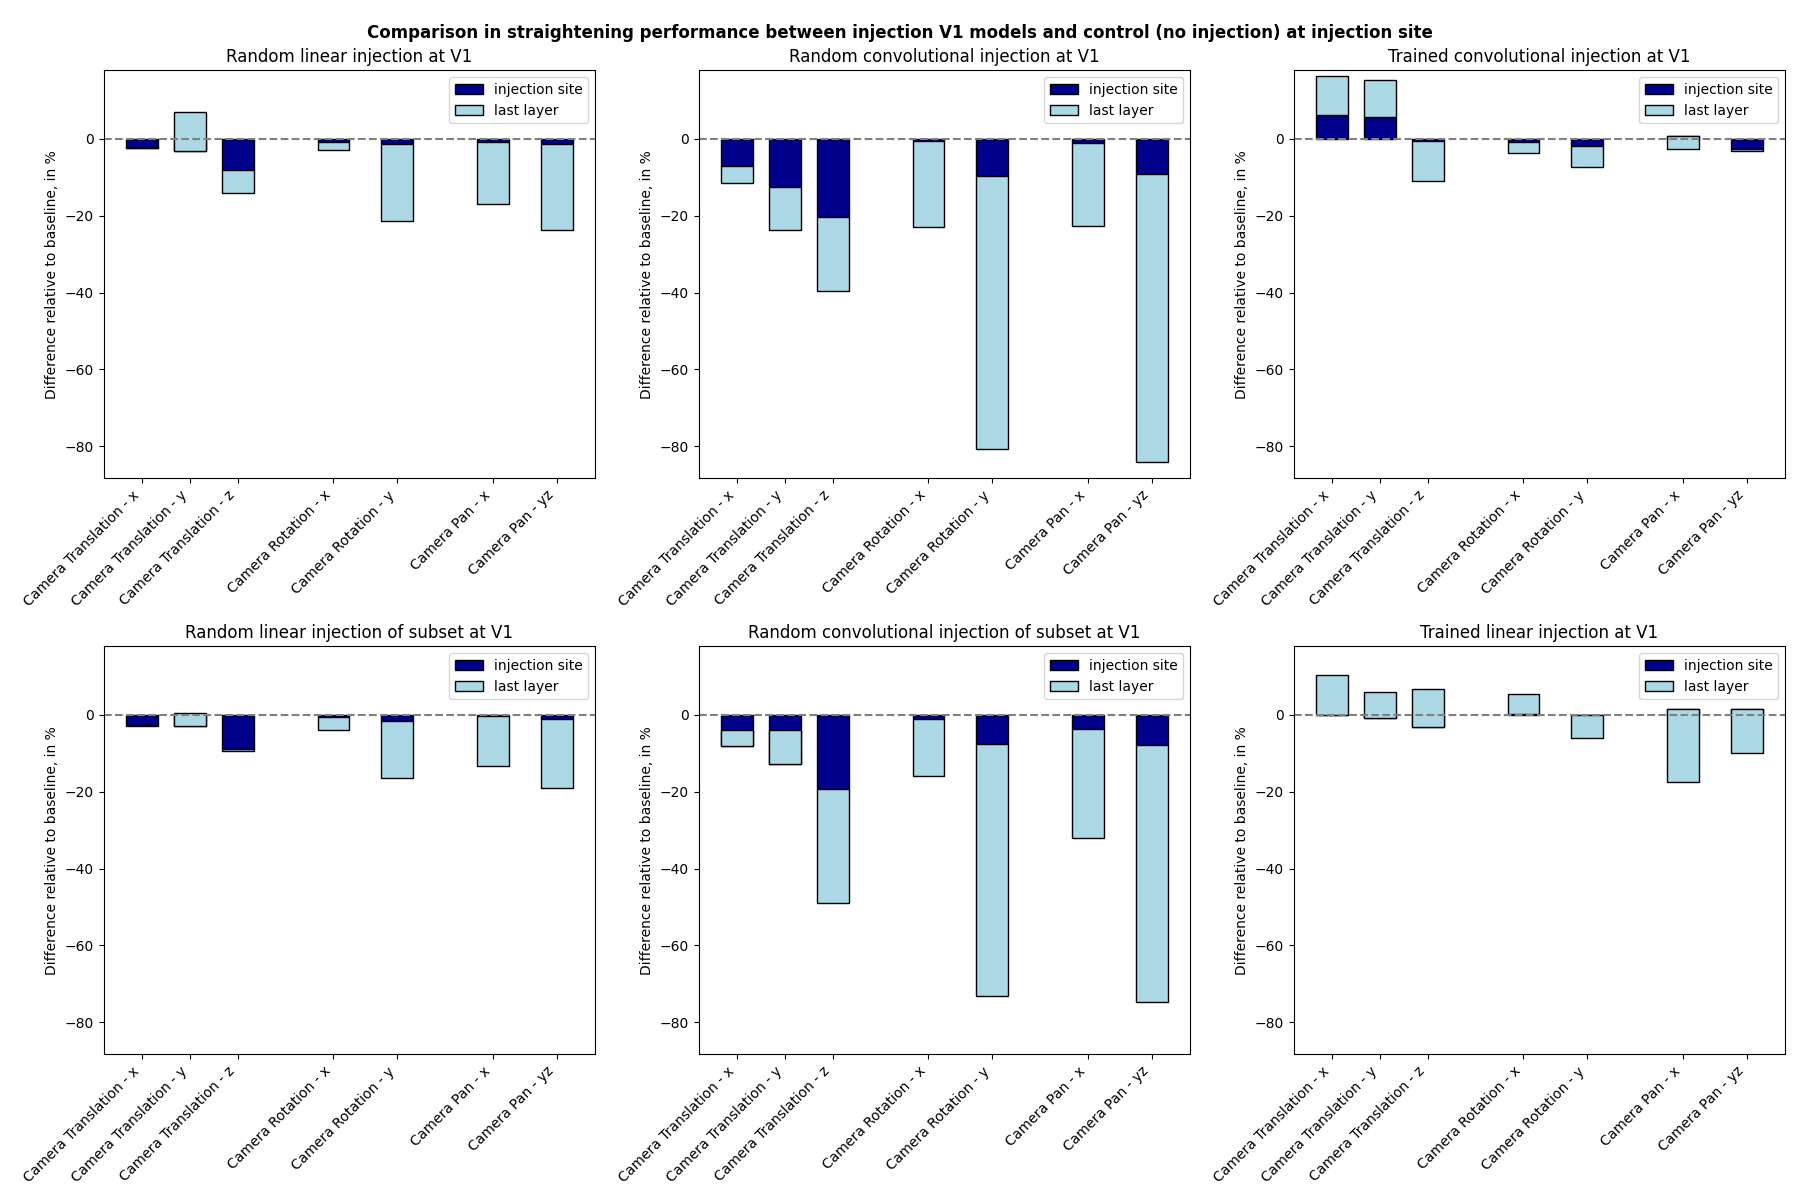 Comparison in straightening performance between injection V1 models and control (no injection) at injection site
Random linear injection at V1
injection site
last layer
Difference relative to baseline, in %
0
−20
−40
−60
−80
Camera Translation - x
Camera Translation - y
Camera Translation - z
Camera Rotation - x
Camera Rotation - y
Camera Pan - x
Camera Pan - yz
Random convolutional injection at V1
injection site
last layer
Difference relative to baseline, in %
0
−20
−40
−60
−80
Camera Translation - x
Camera Translation - y
Camera Translation - z
Camera Rotation - x
Camera Rotation - y
Camera Pan - x
Camera Pan - yz
Trained convolutional injection at V1
injection site
last layer
Difference relative to baseline, in %
0
−20
−40
−60
−80
Camera Translation - x
Camera Translation - y
Camera Translation - z
Camera Rotation - x
Camera Rotation - y
Camera Pan - x
Camera Pan - yz
Random linear injection of subset at V1
injection site
last layer
Difference relative to baseline, in %
0
−20
−40
−60
−80
Camera Translation - x
Camera Translation - y
Camera Translation - z
Camera Rotation - x
Camera Rotation - y
Camera Pan - x
Camera Pan - yz
Random convolutional injection of subset at V1
injection site
last layer
Difference relative to baseline, in %
0
−20
−40
−60
−80
Camera Translation - x
Camera Translation - y
Camera Translation - z
Camera Rotation - x
Camera Rotation - y
Camera Pan - x
Camera Pan - yz
Trained linear injection at V1
injection site
last layer
Difference relative to baseline, in %
0
−20
−40
−60
−80
Camera Translation - x
Camera Translation - y
Camera Translation - z
Camera Rotation - x
Camera Rotation - y
Camera Pan - x
Camera Pan - yz